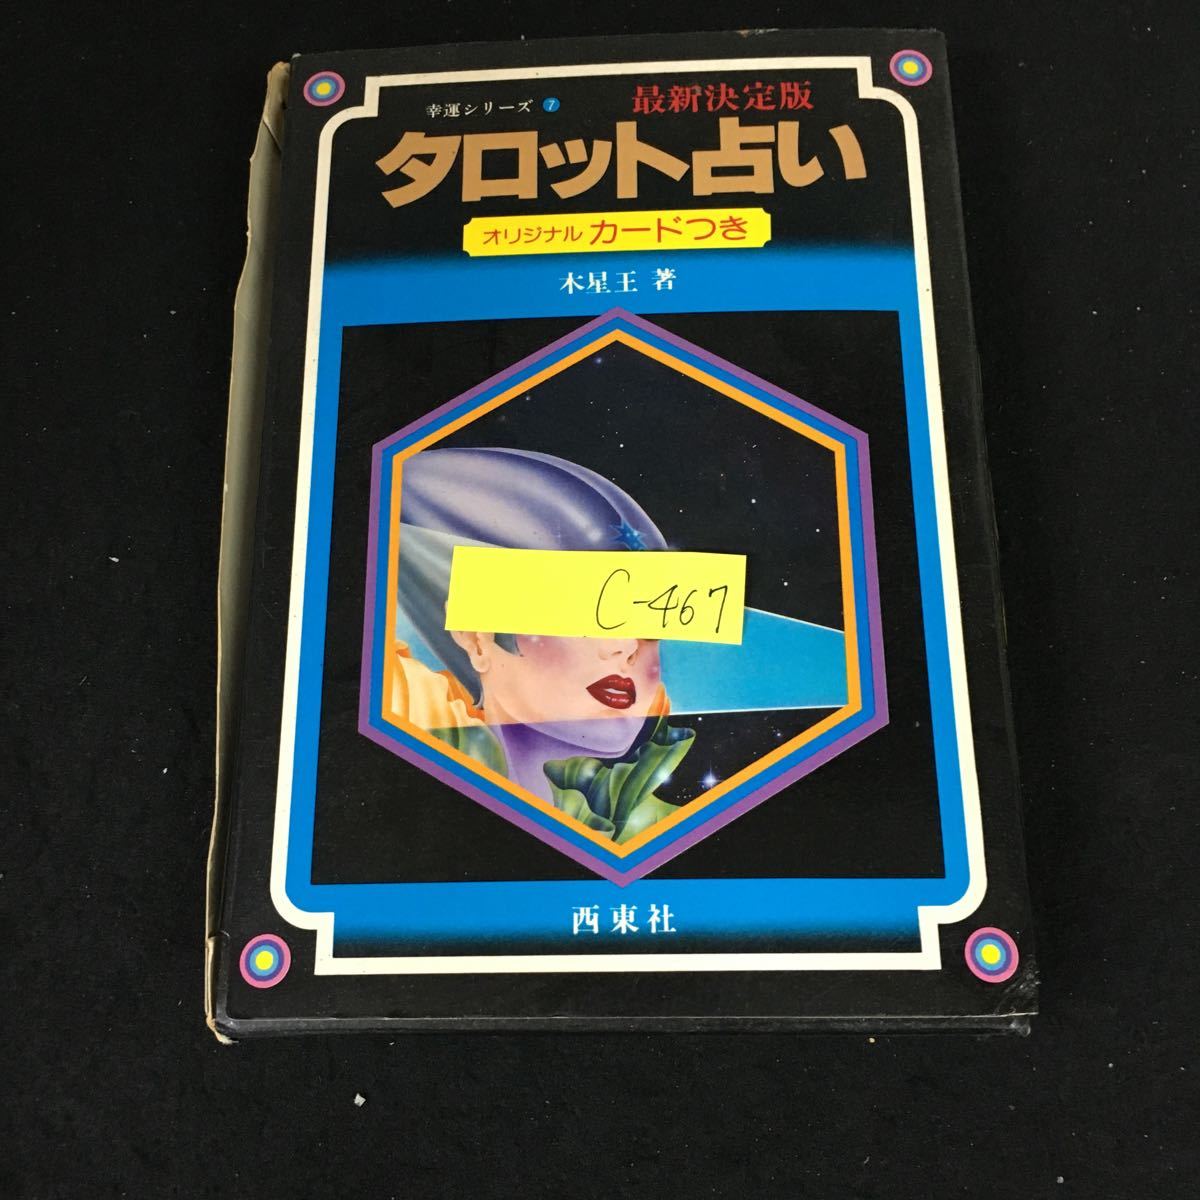 幸運シリーズ 7
最新決定版
タロット占い
オリジナル カードつき
木星王 著
C-467
西東社